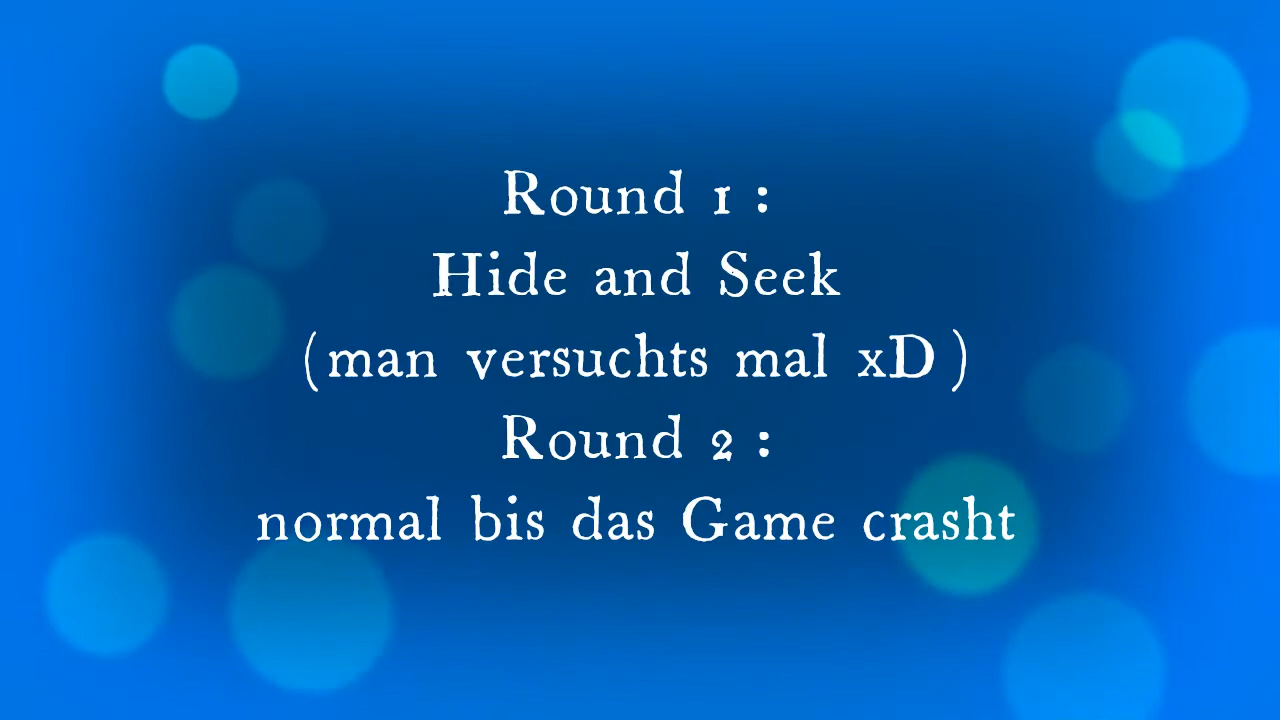 Round 1 :
Hide and Seek
(man versuchts mal xD)
Round 2 :
normal bis das Game crasht